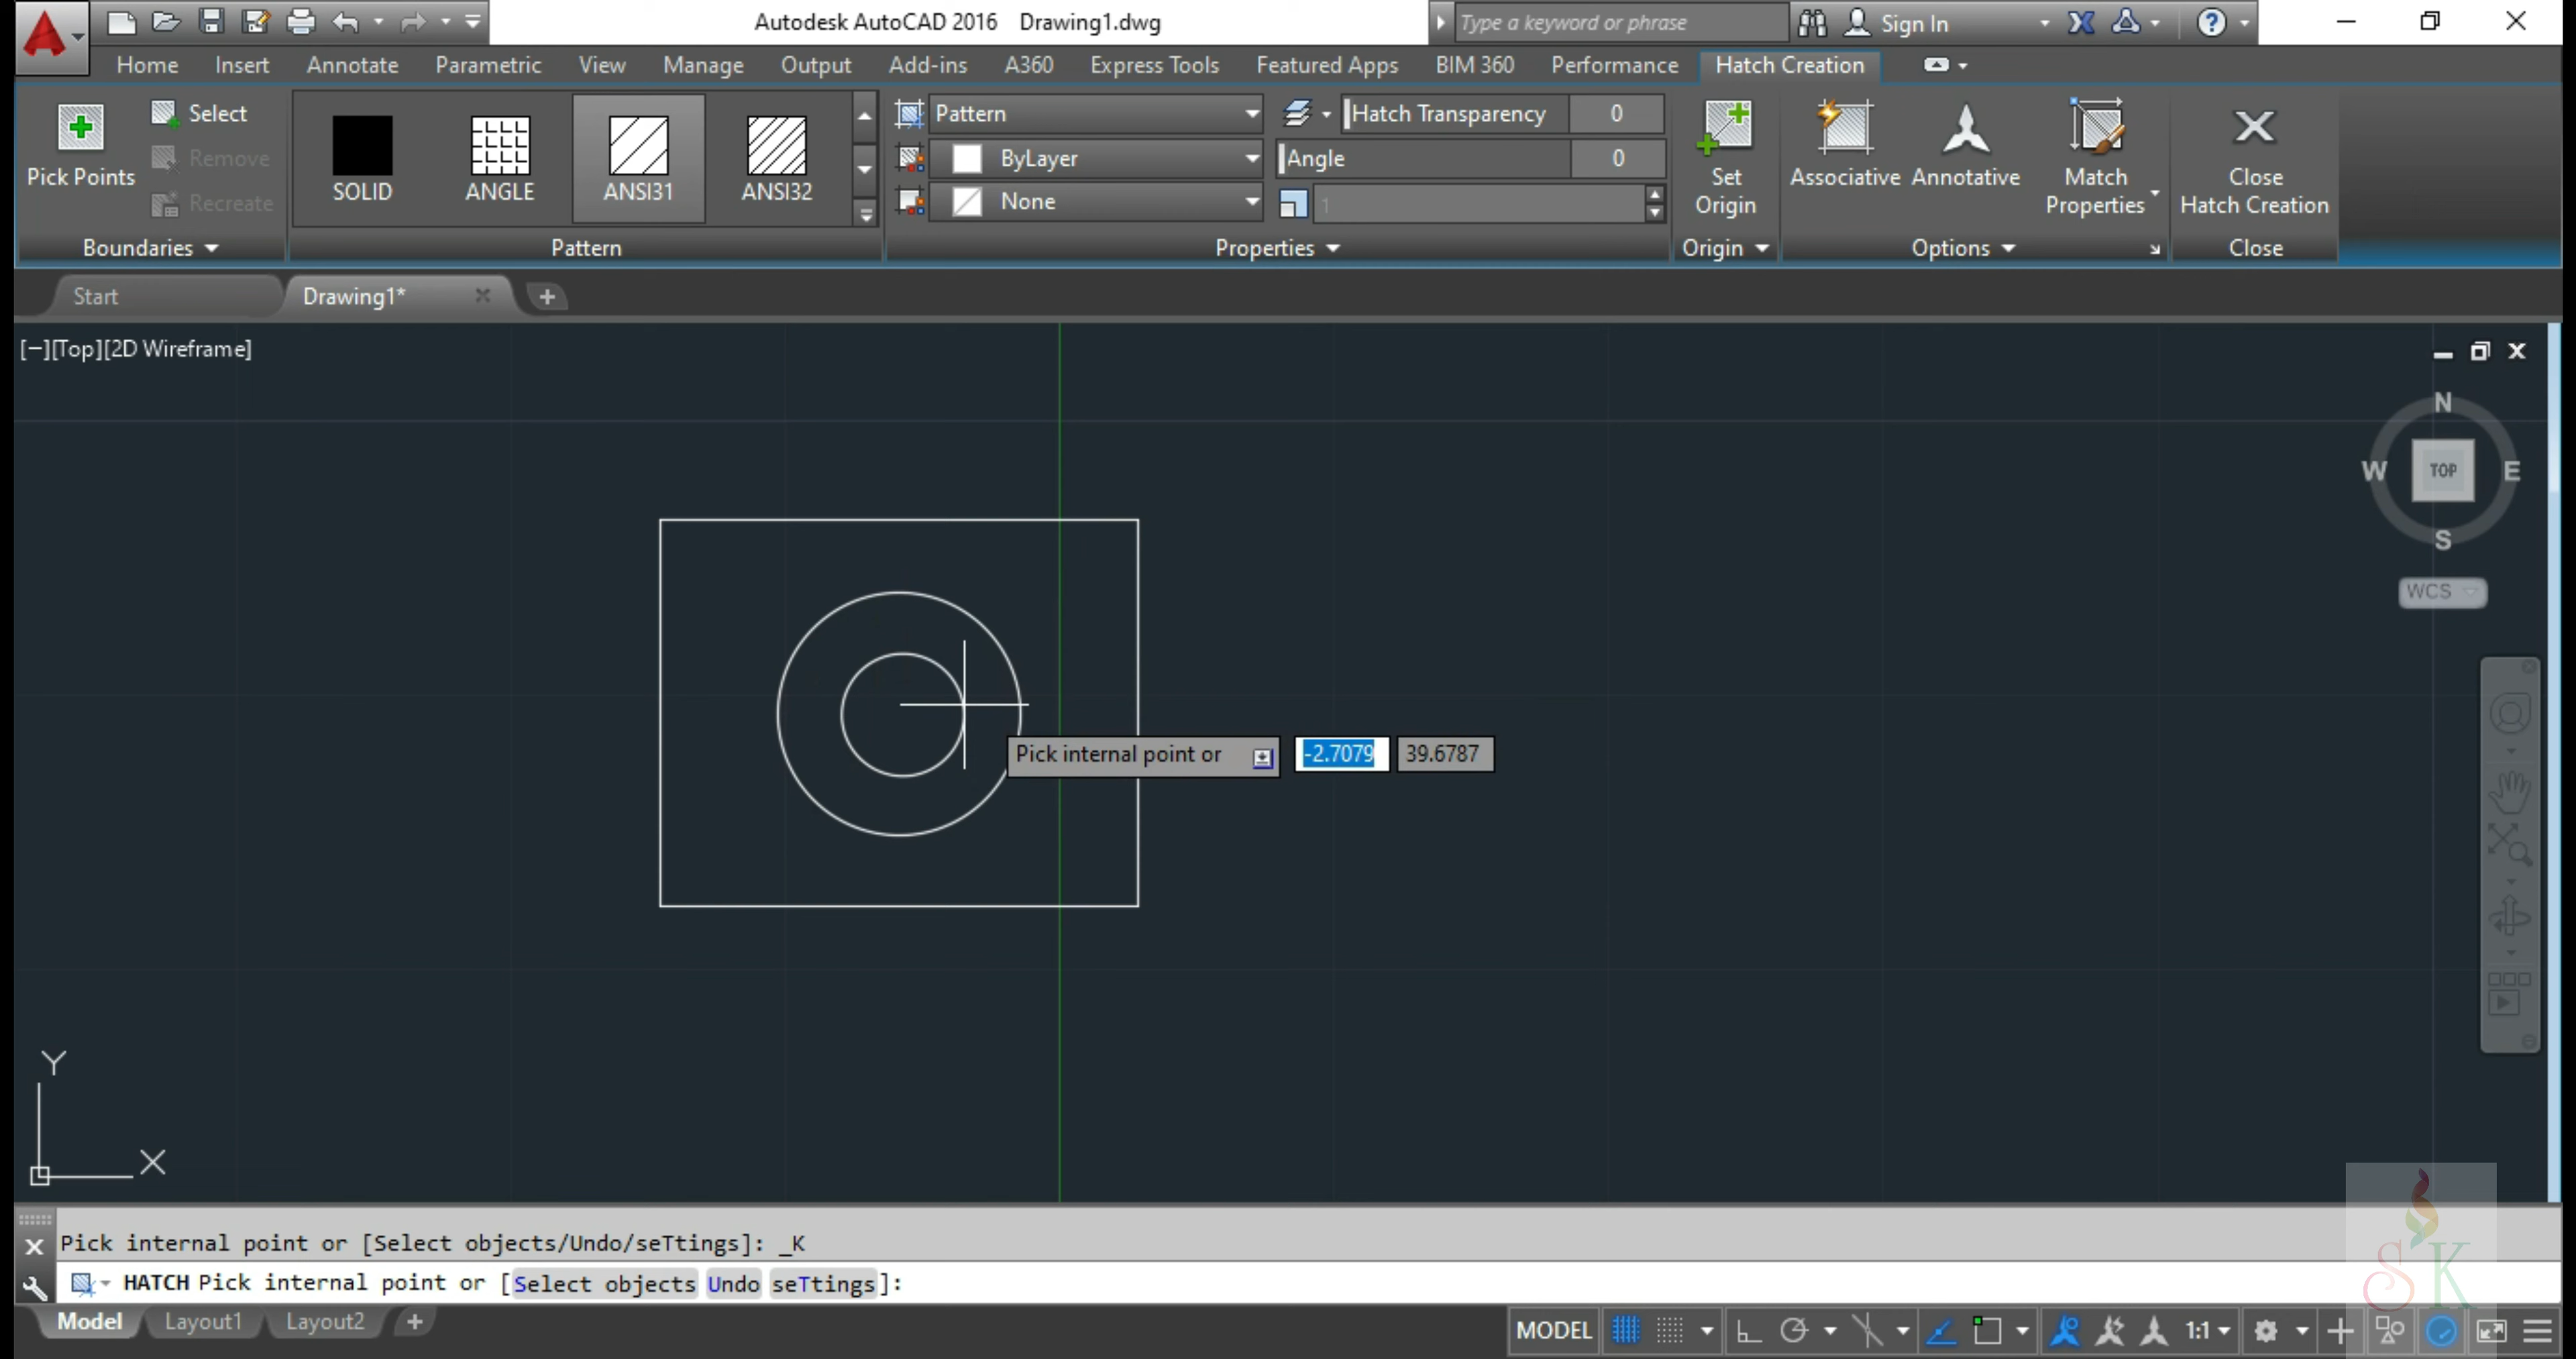 Autodesk AutoCAD 2016 Drawing1.dwg
Type a keyword or phrase
Sign In
Home Insert Annotate Parametric View Manage Output Add-ins A360 Express Tools Featured Apps BIM 360 Performance Hatch Creation
Pick Points
Select
Remove
Recreate
Boundaries
SOLID
ANGLE
ANSI31
ANSI32
Pattern
Pattern
ByLayer
None
Hatch Transparency 0
Angle 0
1
Properties
Set
Origin
Origin
Associative
Annotative
Match
Properties
Options
Close
Hatch Creation
Close
Start
Drawing1*
[−][Top][2D Wireframe]
N
W TOP E
S
WCS
Pick internal point or -2.7079 39.6787
Y
X
Pick internal point or [Select objects/Undo/seTtings]: _K
HATCH Pick internal point or [Select objects Undo seTtings]:
SK
Model Layout1 Layout2
MODEL
1:1